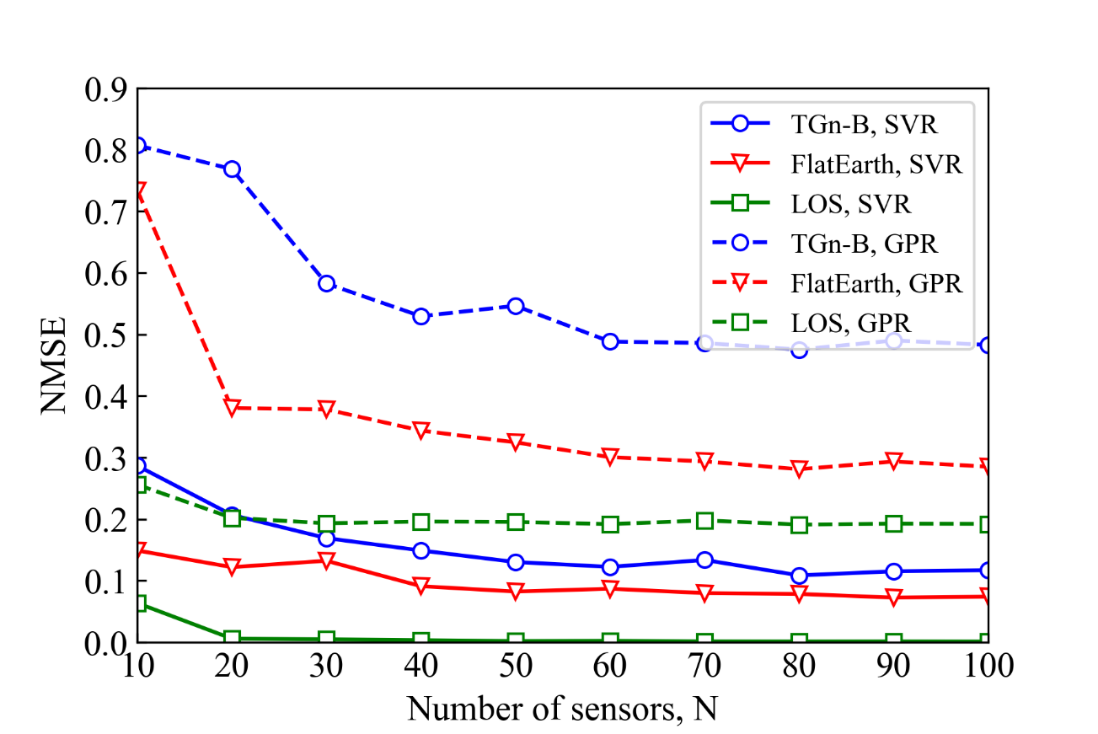 0.9
0.8
0.7
0.6
0.5
0.4
0.3
0.2
0.1
0.0
NMSE
TGn-B, SVR
FlatEarth, SVR
LOS, SVR
TGn-B, GPR
FlatEarth, GPR
LOS, GPR
10 20 30 40 50 60 70 80 90 100
Number of sensors, N